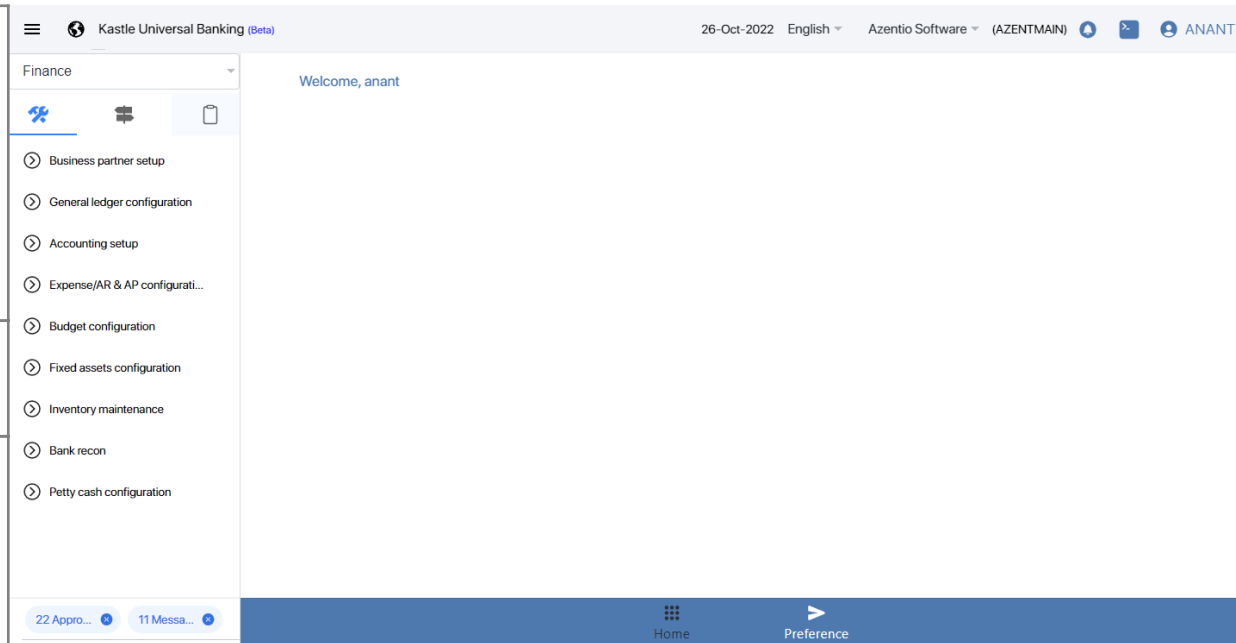 Kastle Universal Banking (Beta) 26-Oct-2022 English Azentio Software (AZENTMAIN) ANANT
Finance
Welcome, anant
Business partner setup
General ledger configuration
Accounting setup
Expense/AR & AP configurati...
Budget configuration
Fixed assets configuration
Inventory maintenance
Bank recon
Petty cash configuration
22 Appro... 11 Messa...
Home Preference